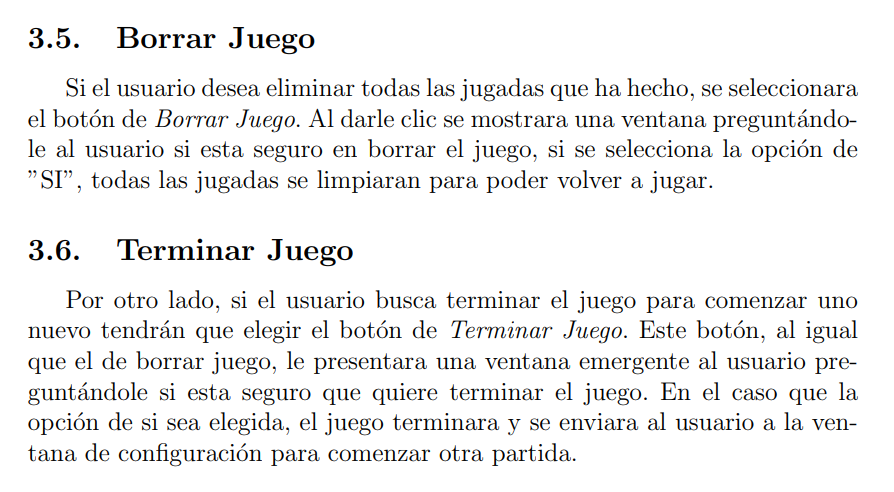 3.5. Borrar Juego
Si el usuario desea eliminar todas las jugadas que ha hecho, se seleccionara
el botón de Borrar Juego. Al darle clic se mostrara una ventana preguntándo-
le al usuario si esta seguro en borrar el juego, si se selecciona la opción de
”SI”, todas las jugadas se limpiaran para poder volver a jugar.
3.6. Terminar Juego
Por otro lado, si el usuario busca terminar el juego para comenzar uno
nuevo tendrán que elegir el botón de Terminar Juego. Este botón, al igual
que el de borrar juego, le presentara una ventana emergente al usuario pre-
guntándole si esta seguro que quiere terminar el juego. En el caso que la
opción de si sea elegida, el juego terminara y se enviara al usuario a la ven-
tana de configuración para comenzar otra partida.